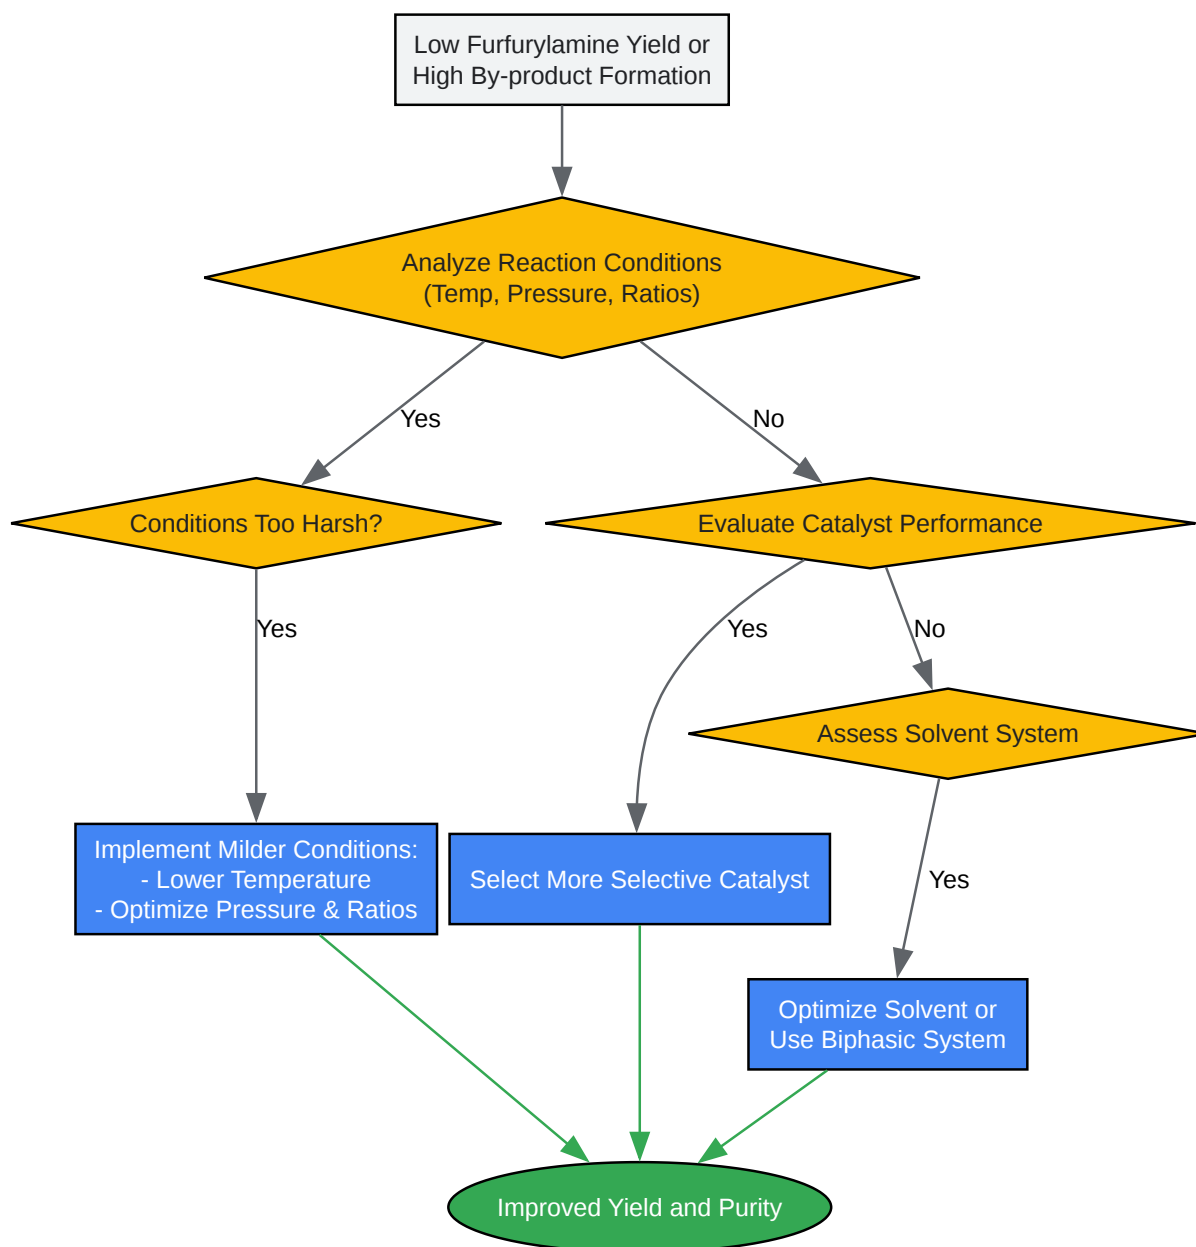 Low Furfurylamine Yield or
High By-product Formation
Analyze Reaction Conditions
(Temp, Pressure, Ratios)
Yes
No
Conditions Too Harsh?
Evaluate Catalyst Performance
Yes
Yes
No
Assess Solvent System
Implement Milder Conditions:
- Lower Temperature
- Optimize Pressure & Ratios
Select More Selective Catalyst
Yes
Optimize Solvent or
Use Biphasic System
Improved Yield and Purity